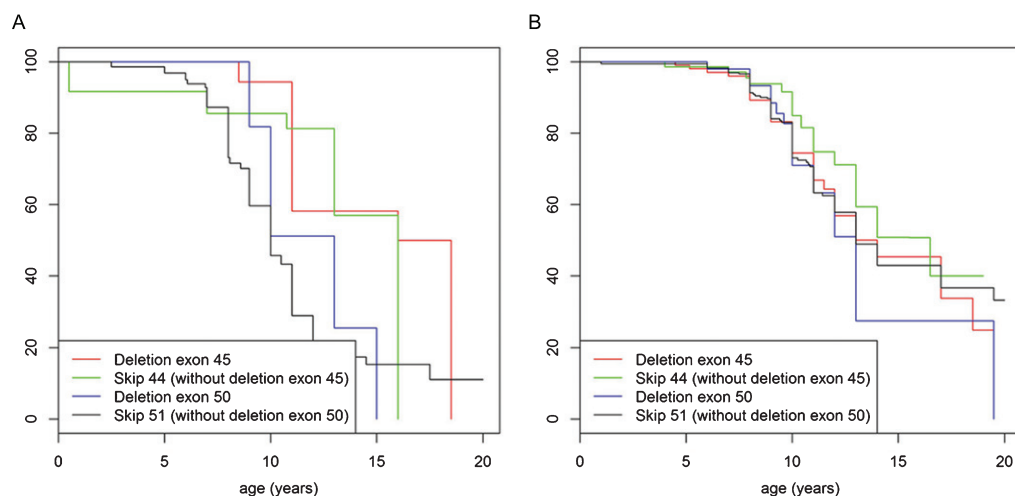 A
100
80
60
40
20
0
Deletion exon 45
Skip 44 (without deletion exon 45)
Deletion exon 50
Skip 51 (without deletion exon 50)
0 5 10 15 20
age (years)
B
100
80
60
40
20
0
Deletion exon 45
Skip 44 (without deletion exon 45)
Deletion exon 50
Skip 51 (without deletion exon 50)
0 5 10 15 20
age (years)